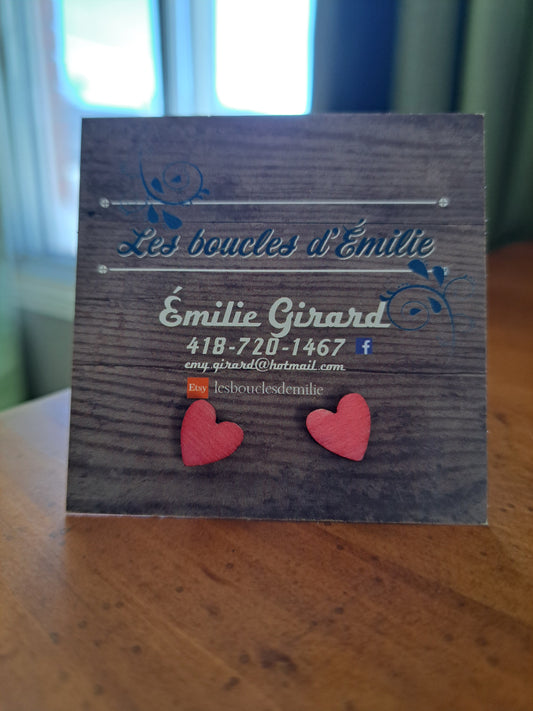 Les boucles d'Émilie
Émilie Girard
418-720-1467 f
emy.girard@hotmail.com
Etsy lesbouclesdemilie